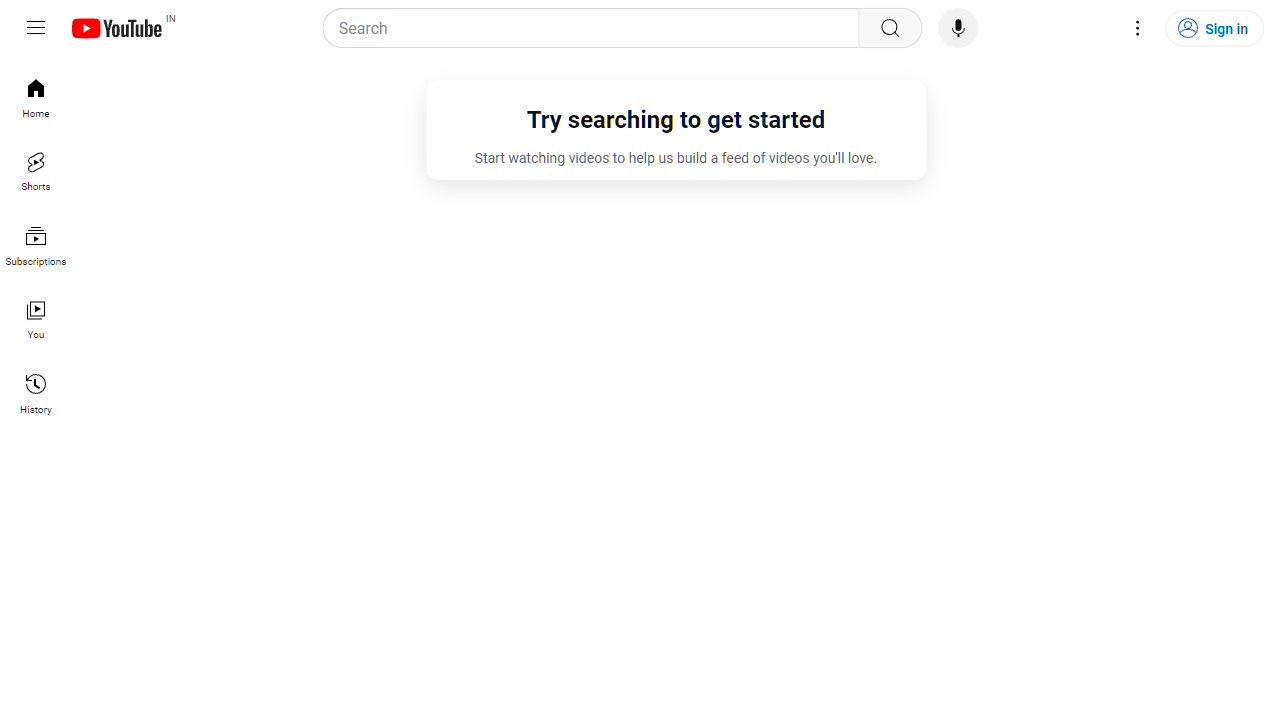 YouTube IN
Search
Sign in
Home
Shorts
Subscriptions
You
History
Try searching to get started
Start watching videos to help us build a feed of videos you'll love.